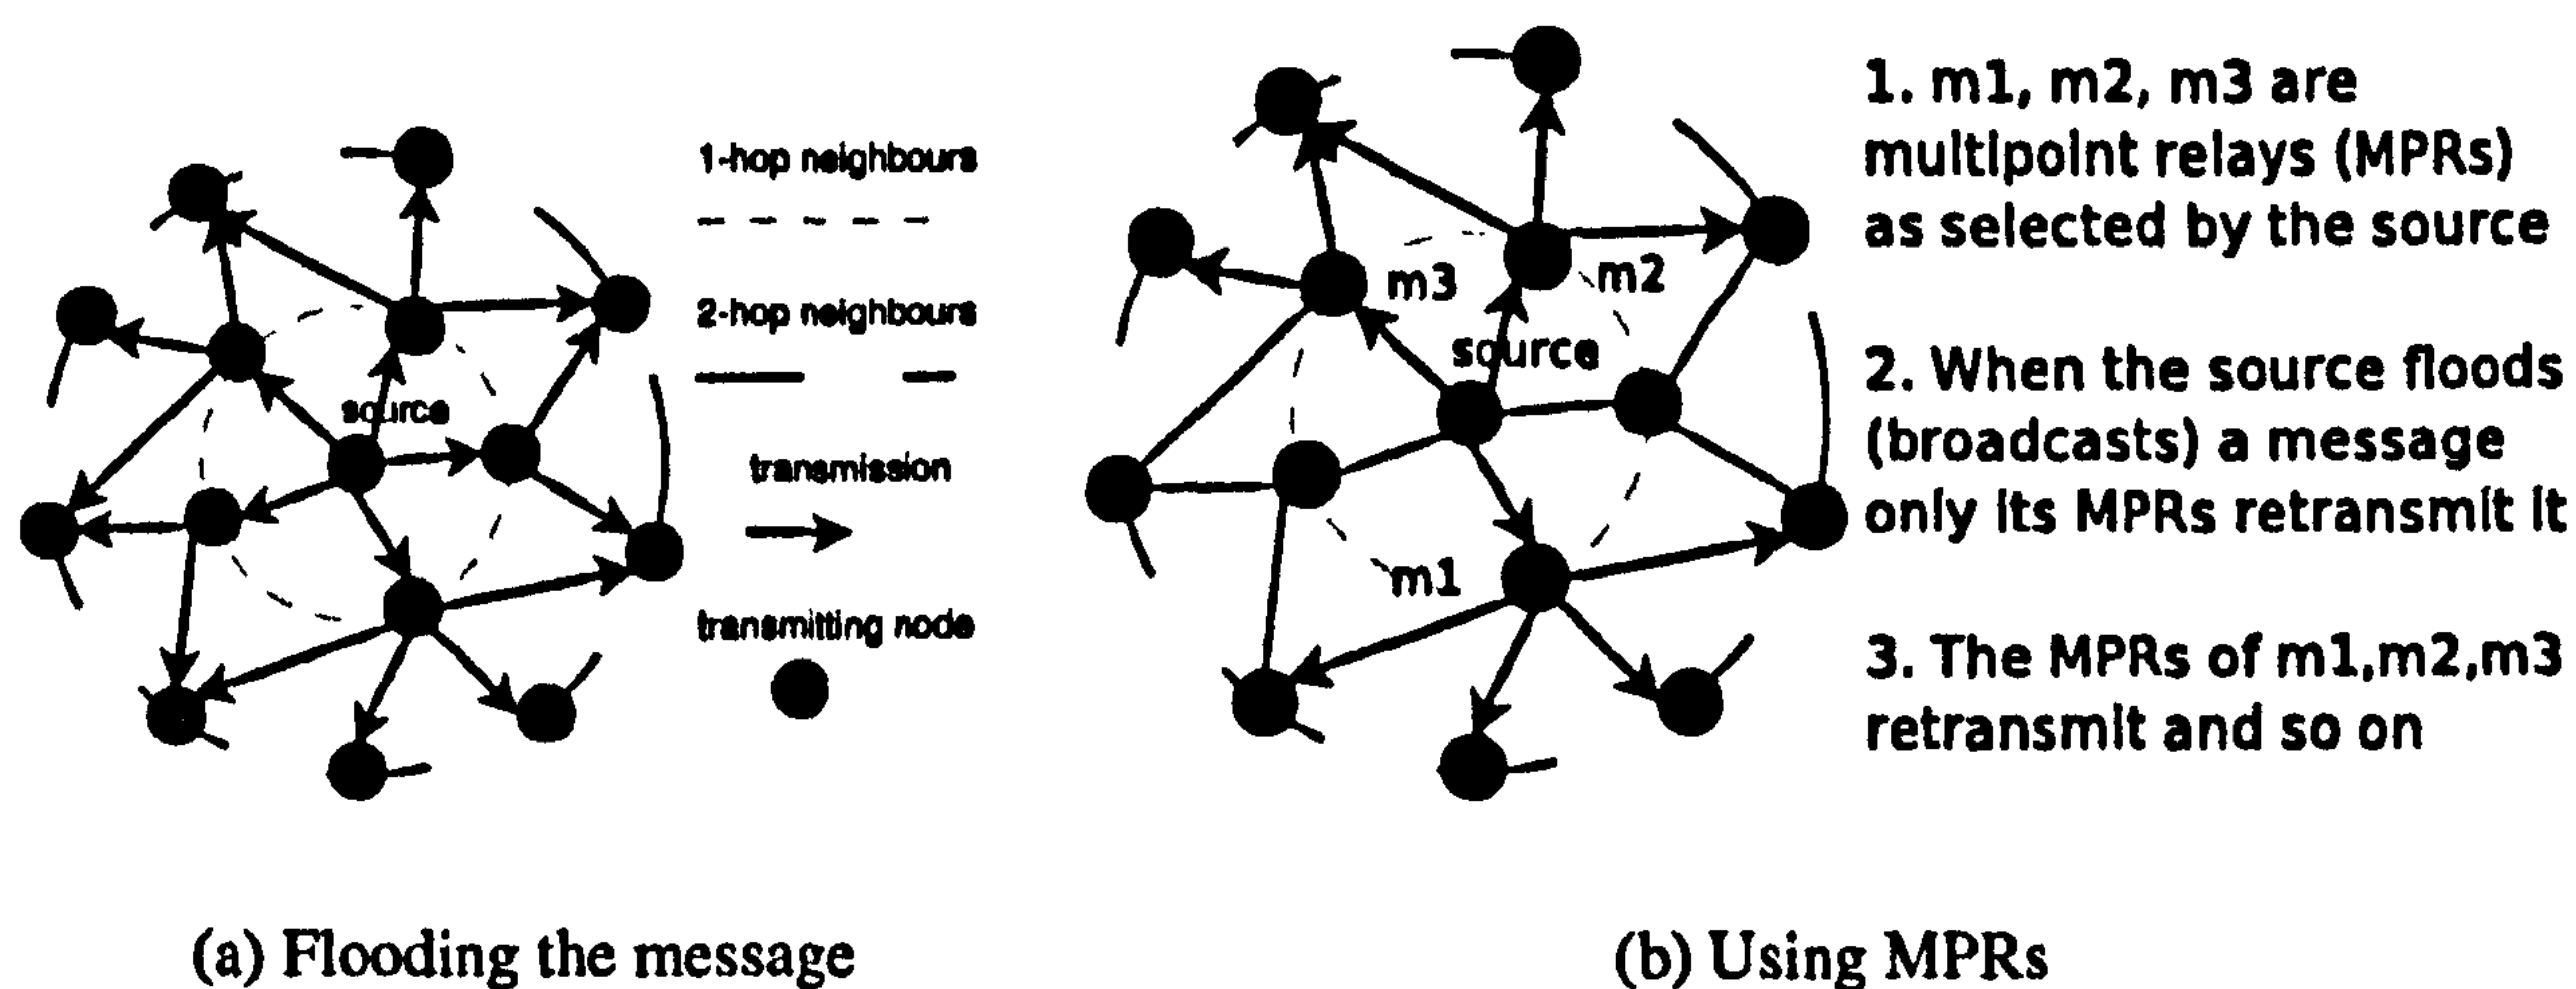 1-hop neighbours
2-hop neighbours
transmission
transmitting node
source
(a) Flooding the message
m3
m2
source
m1
1. m1, m2, m3 are
multipoint relays (MPRs)
as selected by the source
2. When the source floods
(broadcasts) a message
only its MPRs retransmit it
3. The MPRs of m1,m2,m3
retransmit and so on
(b) Using MPRs